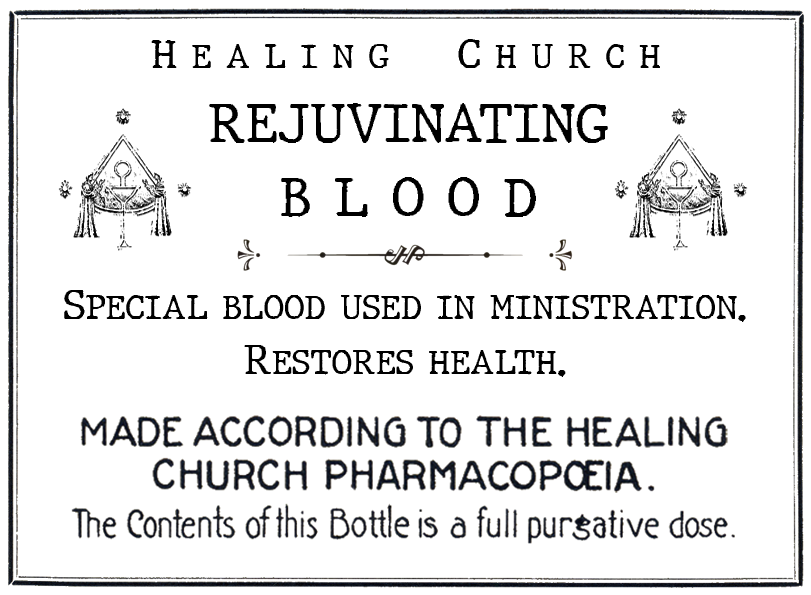 Healing Church
REJUVINATING
BLOOD
Special blood used in ministration.
Restores health.
MADE ACCORDING TO THE HEALING
CHURCH PHARMACOPŒIA.
The Contents of this Bottle is a full purgative dose.